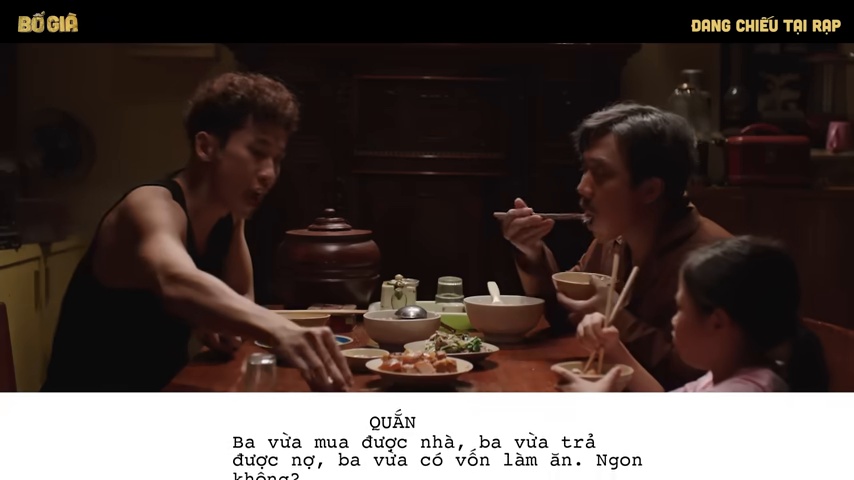 BỐ GIÀ
ĐANG CHIẾU TẠI RẠP
QUẮN
Ba vừa mua được nhà, ba vừa trả
được nợ, ba vừa có vốn làm ăn. Ngon
không?